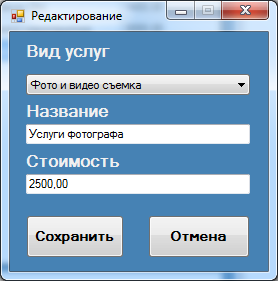 Редактирование
Вид услуг
Фото и видео съемка
Название
Услуги фотографа
Стоимость
2500,00
Сохранить
Отмена